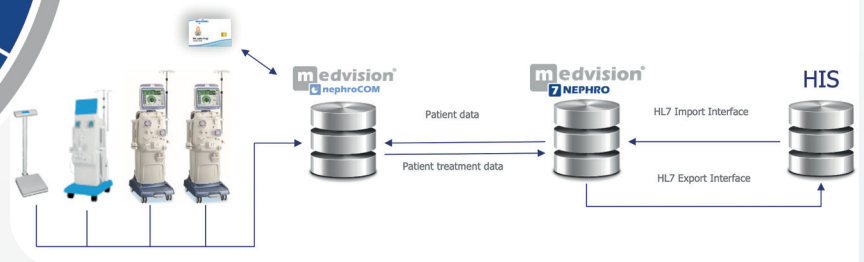 medvision®
nephroCOM
medvision®
7 NEPHRO
HIS
Patient data
Patient treatment data
HL7 Import Interface
HL7 Export Interface